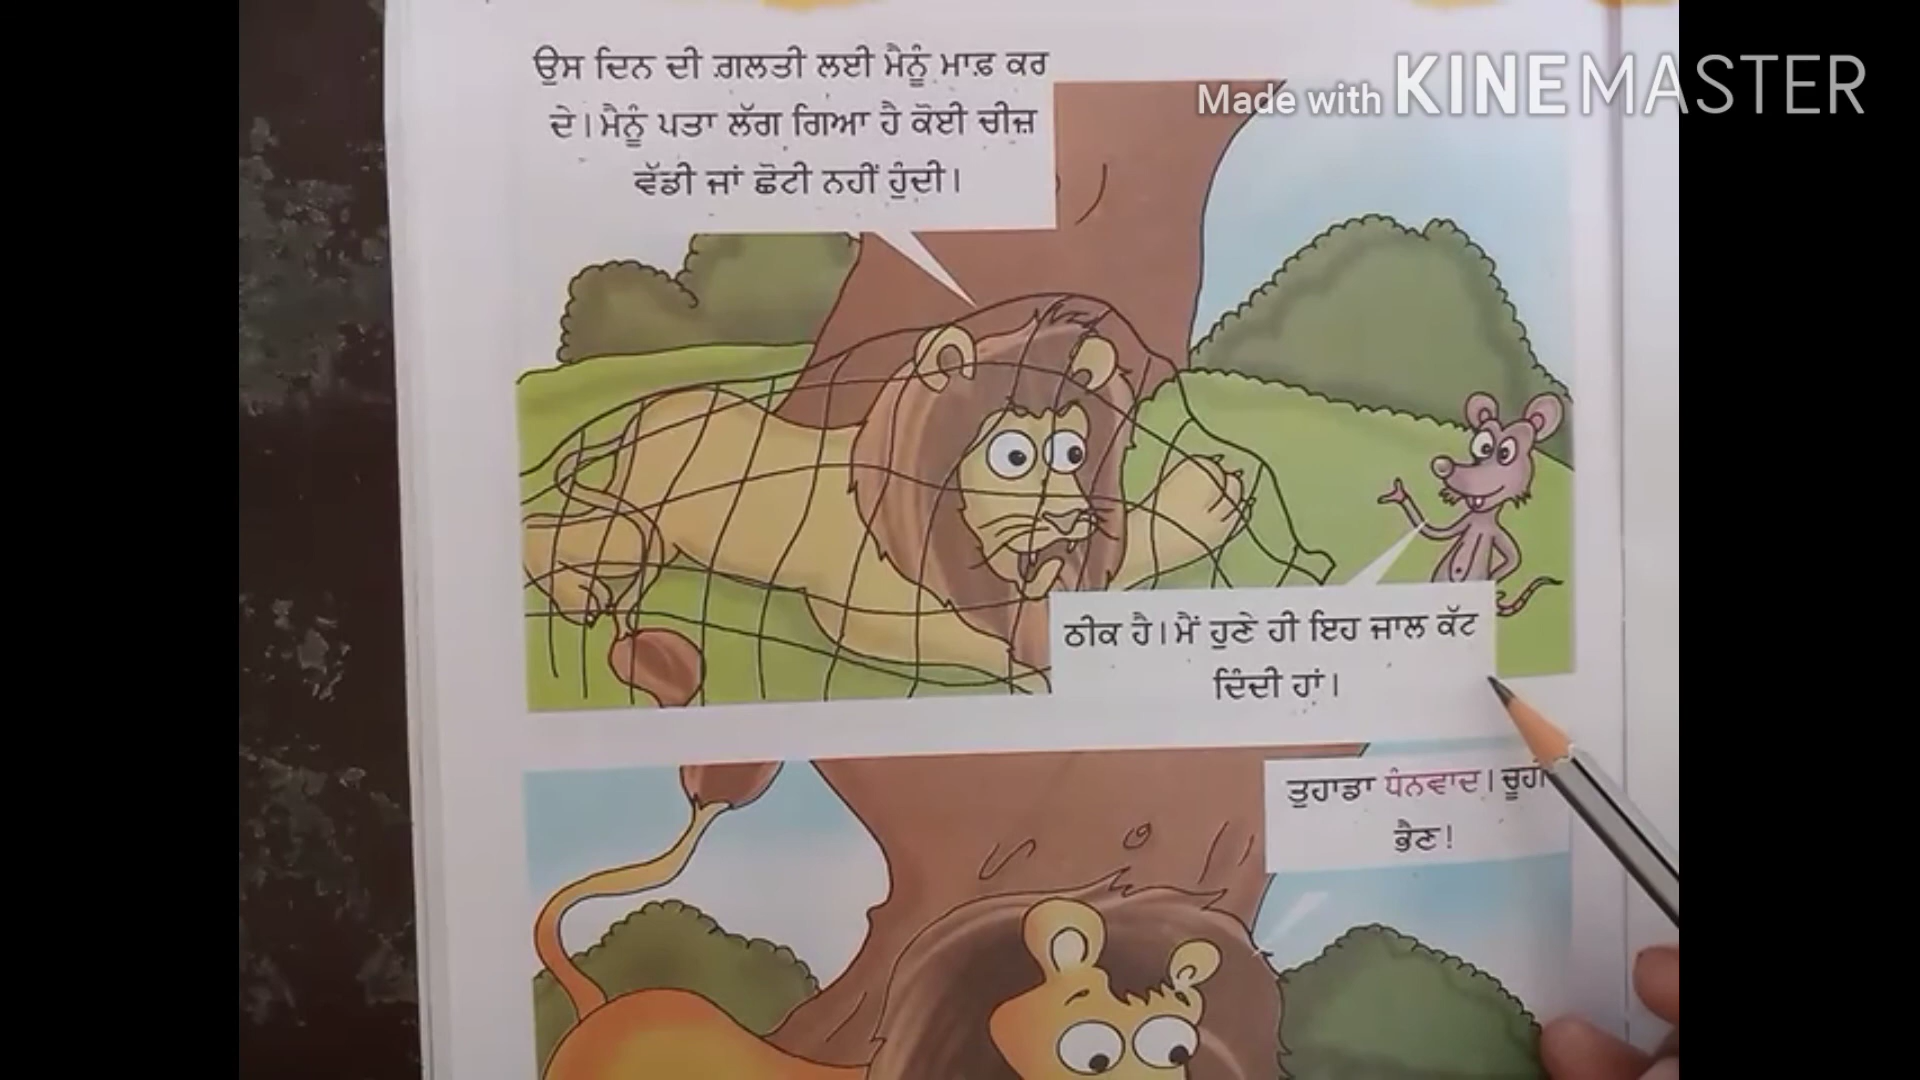 Made with KINEMASTER
ਉਸ ਦਿਨ ਦੀ ਗ਼ਲਤੀ ਲਈ ਮੈਨੂੰ ਮਾਫ਼ ਕਰ
ਦੇ। ਮੈਨੂੰ ਪਤਾ ਲੱਗ ਗਿਆ ਹੈ ਕੋਈ ਚੀਜ਼
ਵੱਡੀ ਜਾਂ ਛੋਟੀ ਨਹੀਂ ਹੁੰਦੀ।
ਠੀਕ ਹੈ। ਮੈਂ ਹੁਣੇ ਹੀ ਇਹ ਜਾਲ ਕੱਟ
ਦਿੰਦੀ ਹਾਂ।
ਤੁਹਾਡਾ ਧੰਨਵਾਦ। ਚੂਹੀ
ਭੈਣ!